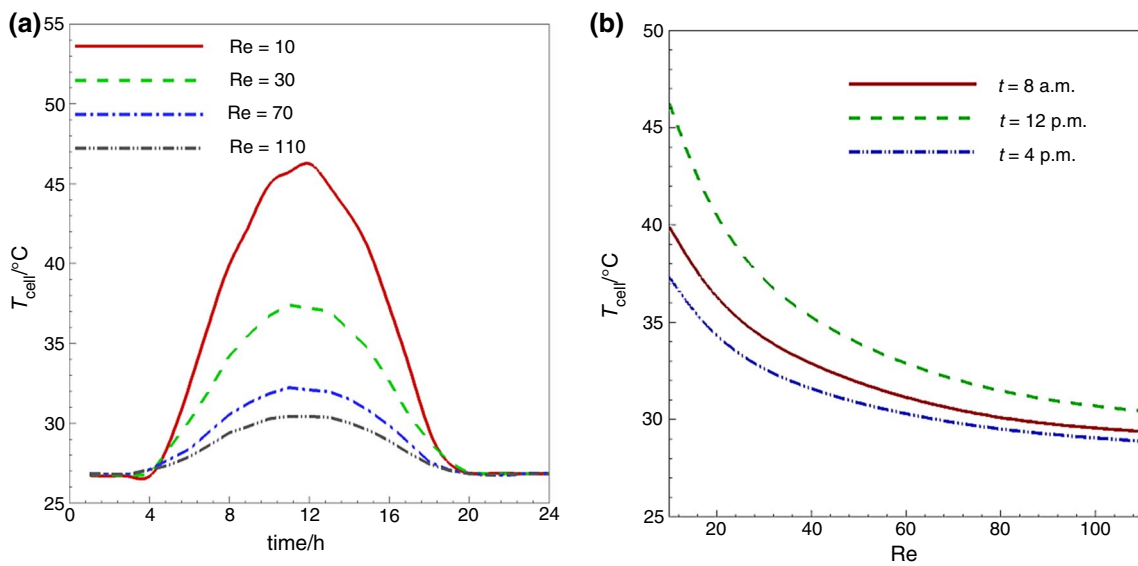 (a)
55
50
45
40
35
30
25
T_cell/°C
Re = 10
Re = 30
Re = 70
Re = 110
0 4 8 12 16 20 24
time/h
(b)
50
45
40
35
30
25
T_cell/°C
t = 8 a.m.
t = 12 p.m.
t = 4 p.m.
20 40 60 80 100
Re